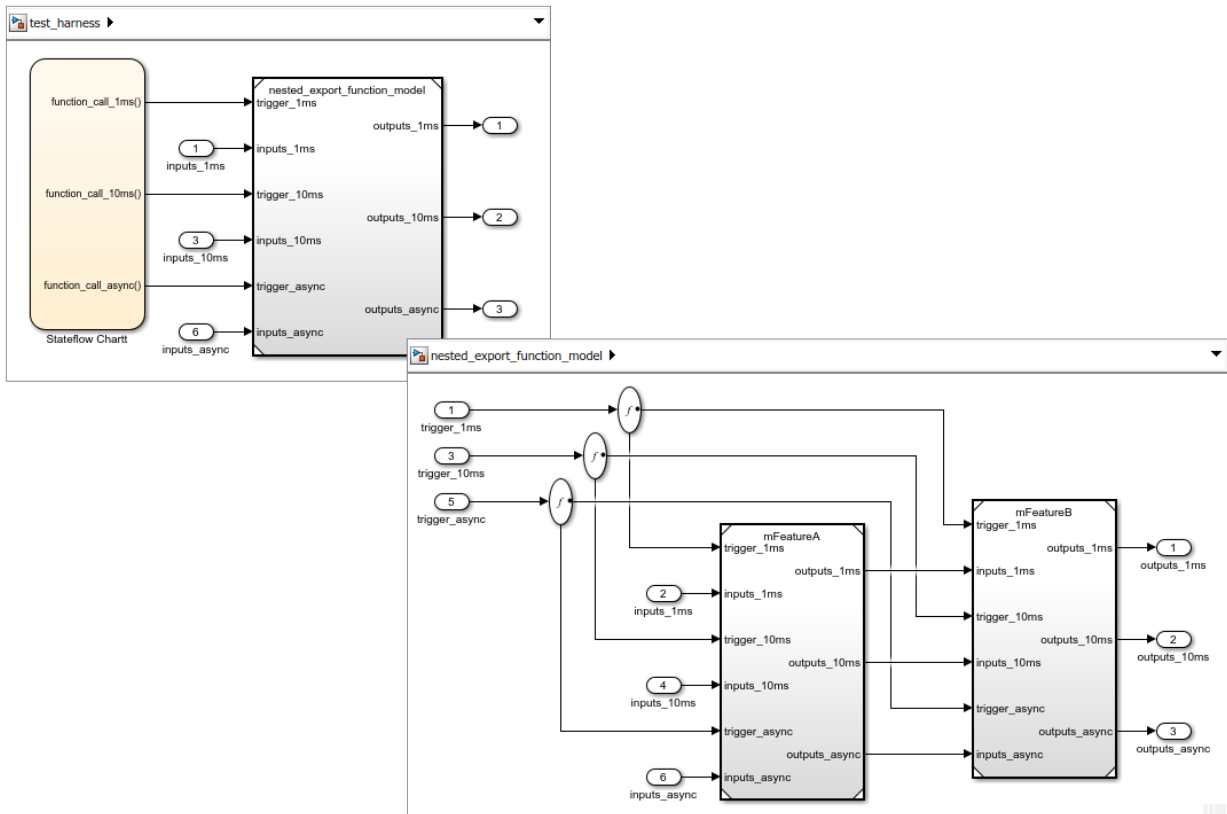 test_harness
nested_export_function_model
function_call_1ms()
trigger_1ms
outputs_1ms
1
1
inputs_1ms
inputs_1ms
function_call_10ms()
trigger_10ms
outputs_10ms
2
3
inputs_10ms
inputs_10ms
function_call_async()
trigger_async
outputs_async
3
6
inputs_async
inputs_async
Stateflow Chartt
nested_export_function_model
1
trigger_1ms
f
3
trigger_10ms
f
5
trigger_async
f
mFeatureA
trigger_1ms
outputs_1ms
2
inputs_1ms
inputs_1ms
trigger_10ms
outputs_10ms
4
inputs_10ms
inputs_10ms
trigger_async
outputs_async
6
inputs_async
inputs_async
mFeatureB
trigger_1ms
outputs_1ms
1
outputs_1ms
inputs_1ms
trigger_10ms
outputs_10ms
2
outputs_10ms
inputs_10ms
trigger_async
outputs_async
3
outputs_async
inputs_async